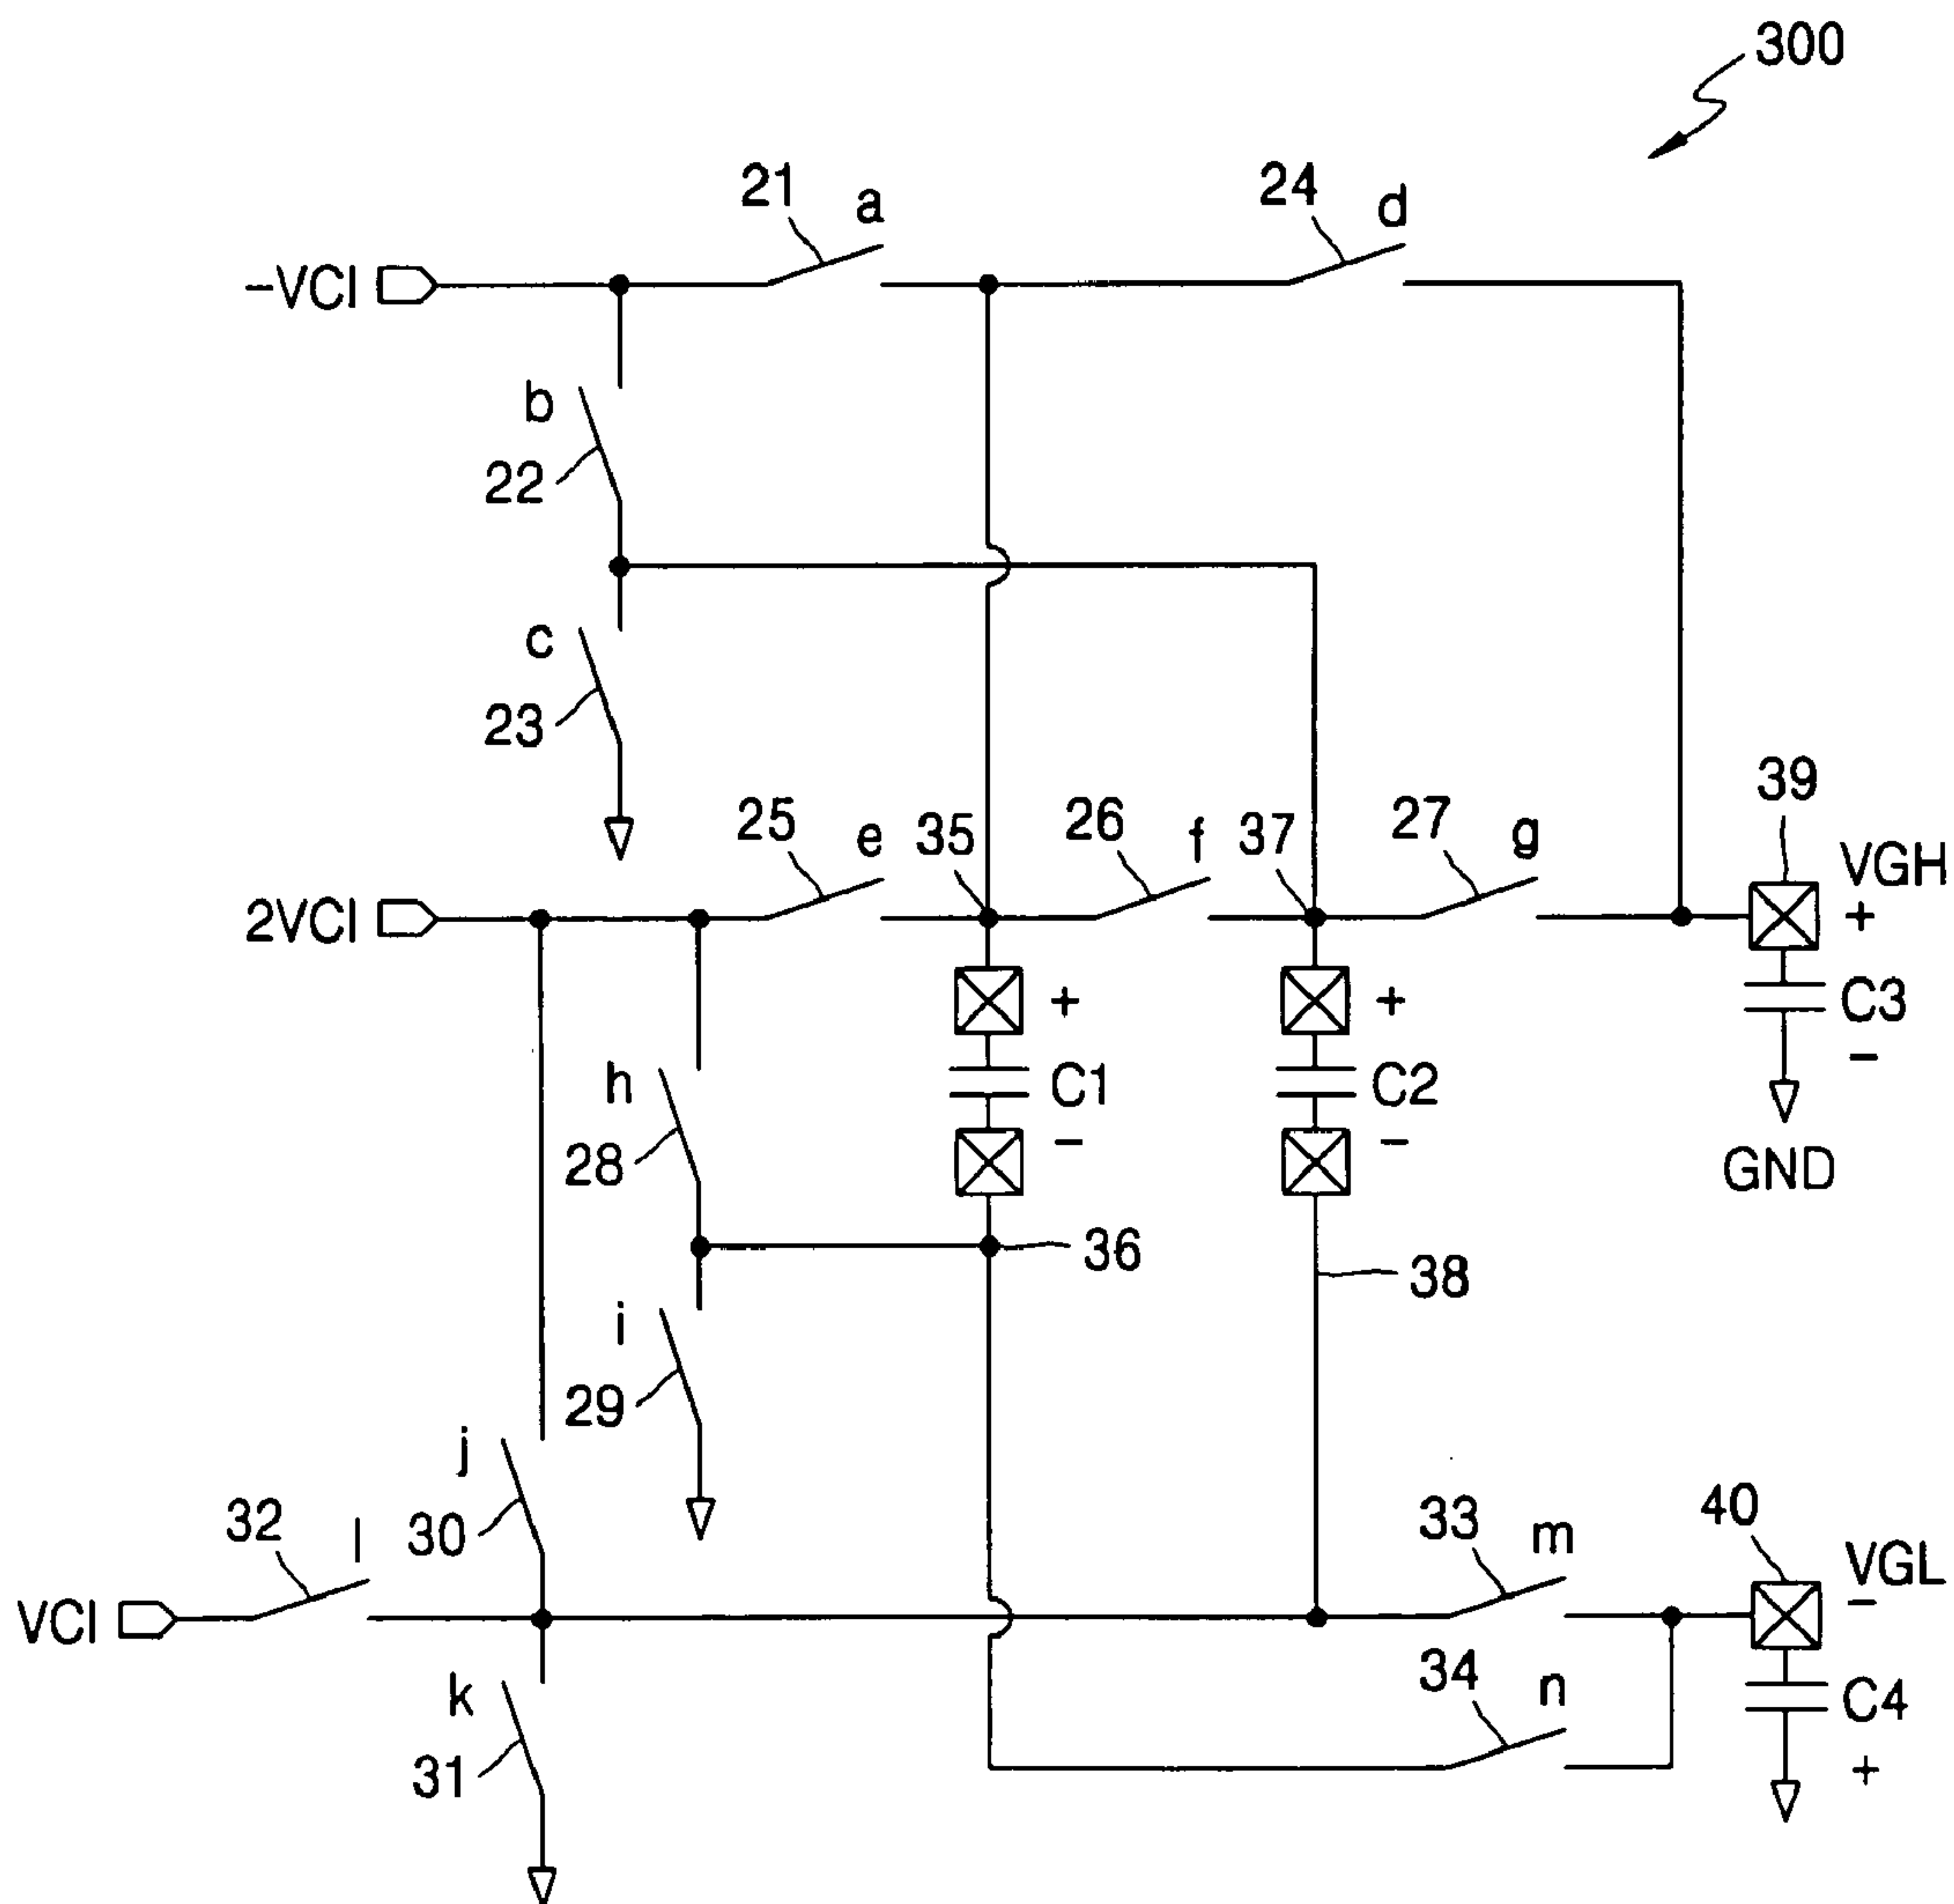 300
21 a
24 d
-VCI
b
22
c
23
25 e 35
26 f 37
27 g
39
VGH
+
2VCI
+
+
C3
-
h
28
C1
C2
-
-
GND
36
38
i
29
j
30
32 l
33 m
40
VGL
-
VCI
k
31
34 n
C4
+